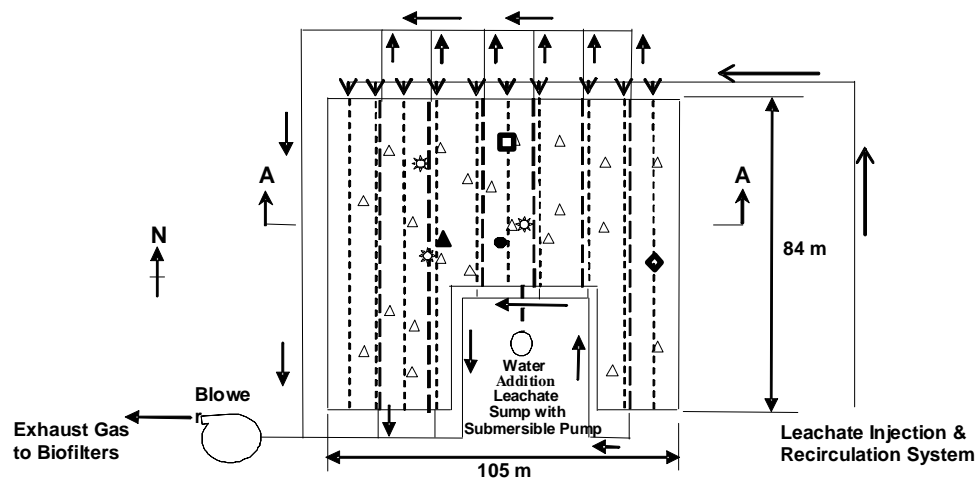 A
A
N
84 m
Water
Addition
Leachate
Sump with
Submersible Pump
Blowe
r
Exhaust Gas
to Biofilters
Leachate Injection &
Recirculation System
105 m